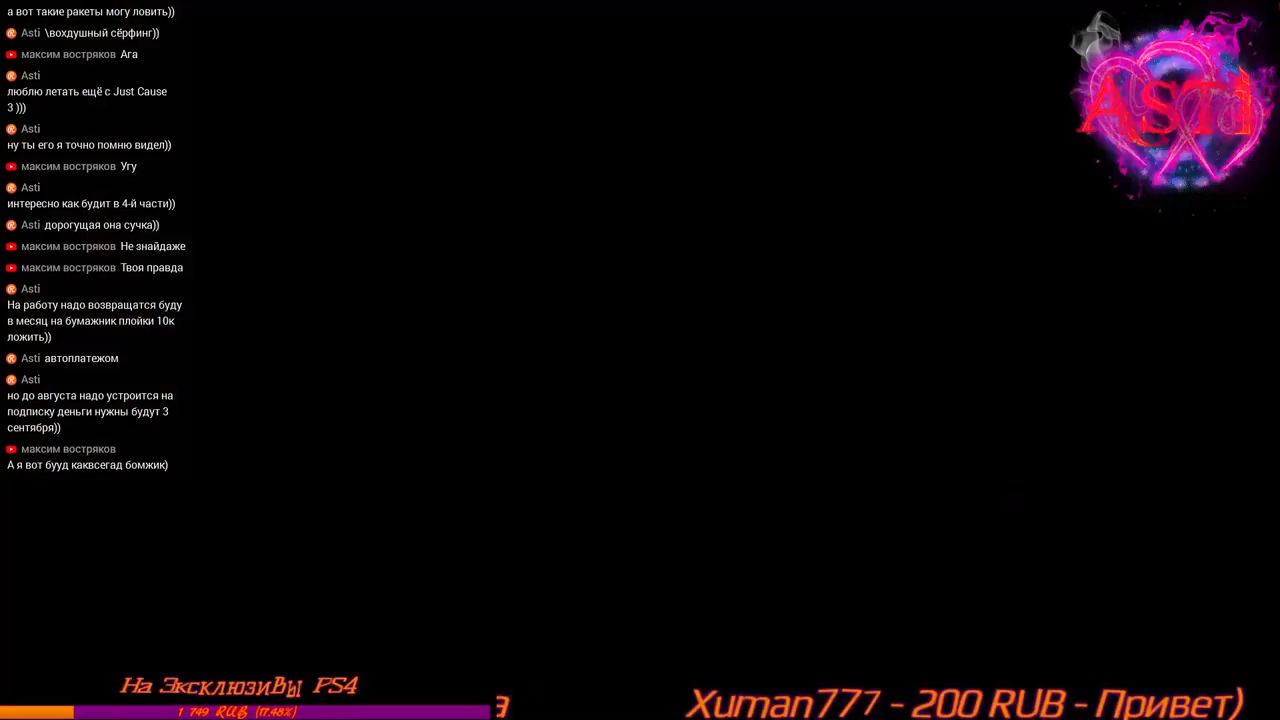 а вот такие ракеты могу ловить))
Asti \вохдушный сёрфинг))
максим востряков Ага
Asti
люблю летать ещё с Just Cause
3 )))
Asti
ну ты его я точно помню видел))
максим востряков Угу
Asti
интересно как будит в 4-й части))
Asti дорогущая она сучка))
максим востряков Не знайдаже
максим востряков Твоя правда
Asti
На работу надо возвращатся буду
в месяц на бумажник плойки 10к
ложить))
Asti автоплатежом
Asti
но до августа надо устроится на
подписку деньги нужны будут 3
сентября))
максим востряков
А я вот бууд каквсегад бомжик)
Asti
На Эксклюзивы PS4
1 749 RUB (17.48%)
а Xuman777 - 200 RUB - Привет)